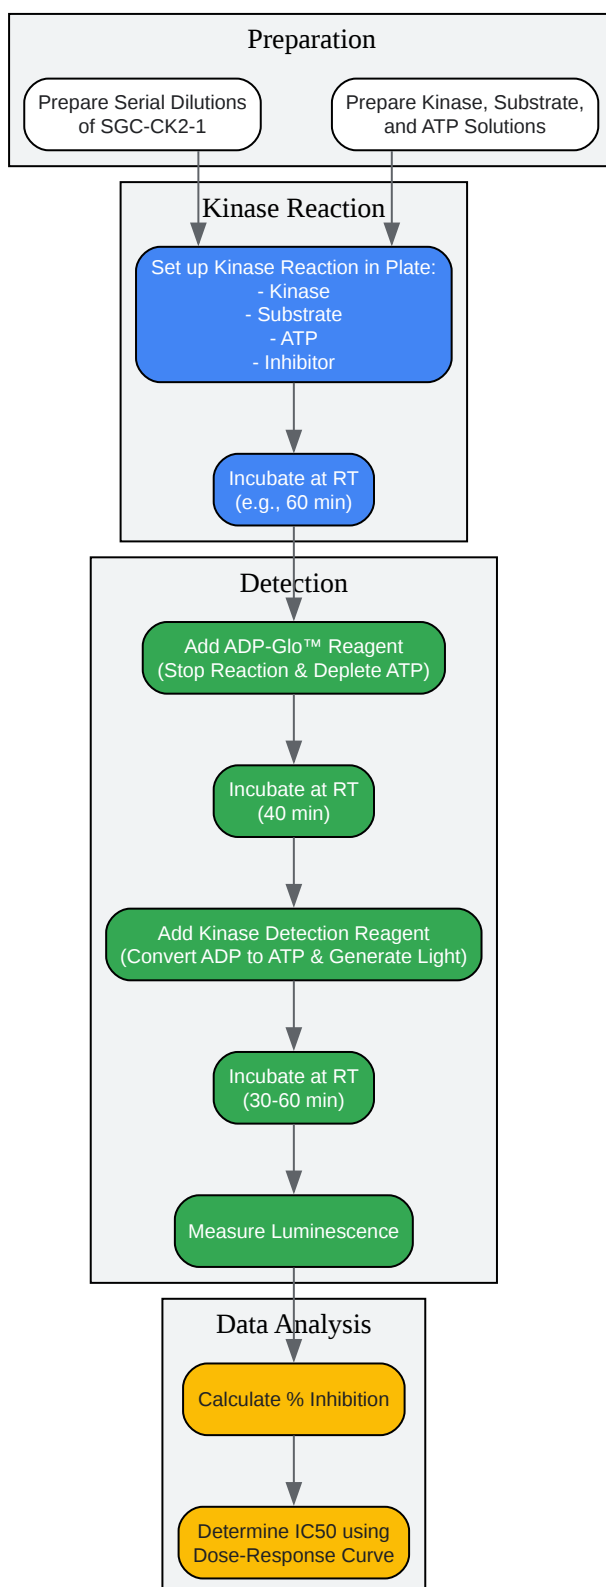 Preparation
Prepare Serial Dilutions
of SGC-CK2-1
Prepare Kinase, Substrate,
and ATP Solutions
Kinase Reaction
Set up Kinase Reaction in Plate:
- Kinase
- Substrate
- ATP
- Inhibitor
Incubate at RT
(e.g., 60 min)
Detection
Add ADP-Glo™ Reagent
(Stop Reaction & Deplete ATP)
Incubate at RT
(40 min)
Add Kinase Detection Reagent
(Convert ADP to ATP & Generate Light)
Incubate at RT
(30-60 min)
Measure Luminescence
Data Analysis
Calculate % Inhibition
Determine IC50 using
Dose-Response Curve